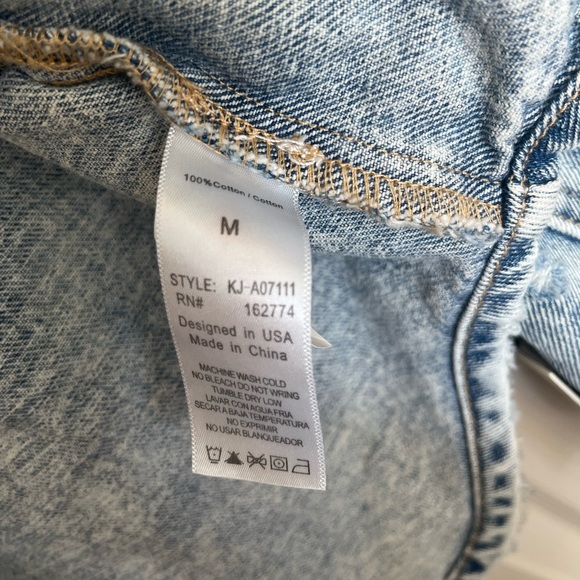 100%Cotton / Cotton
M
STYLE: KJ-A07111
RN# 162774
Designed in USA
Made in China
MACHINE WASH COLD
NO BLEACH DO NOT WRING
TUMBLE DRY LOW
LAVAR CON AGUA FRIA
SECAR A BAJA TEMPERATURA
NO EXPRIMIR
NO USAR BLANQUEADOR